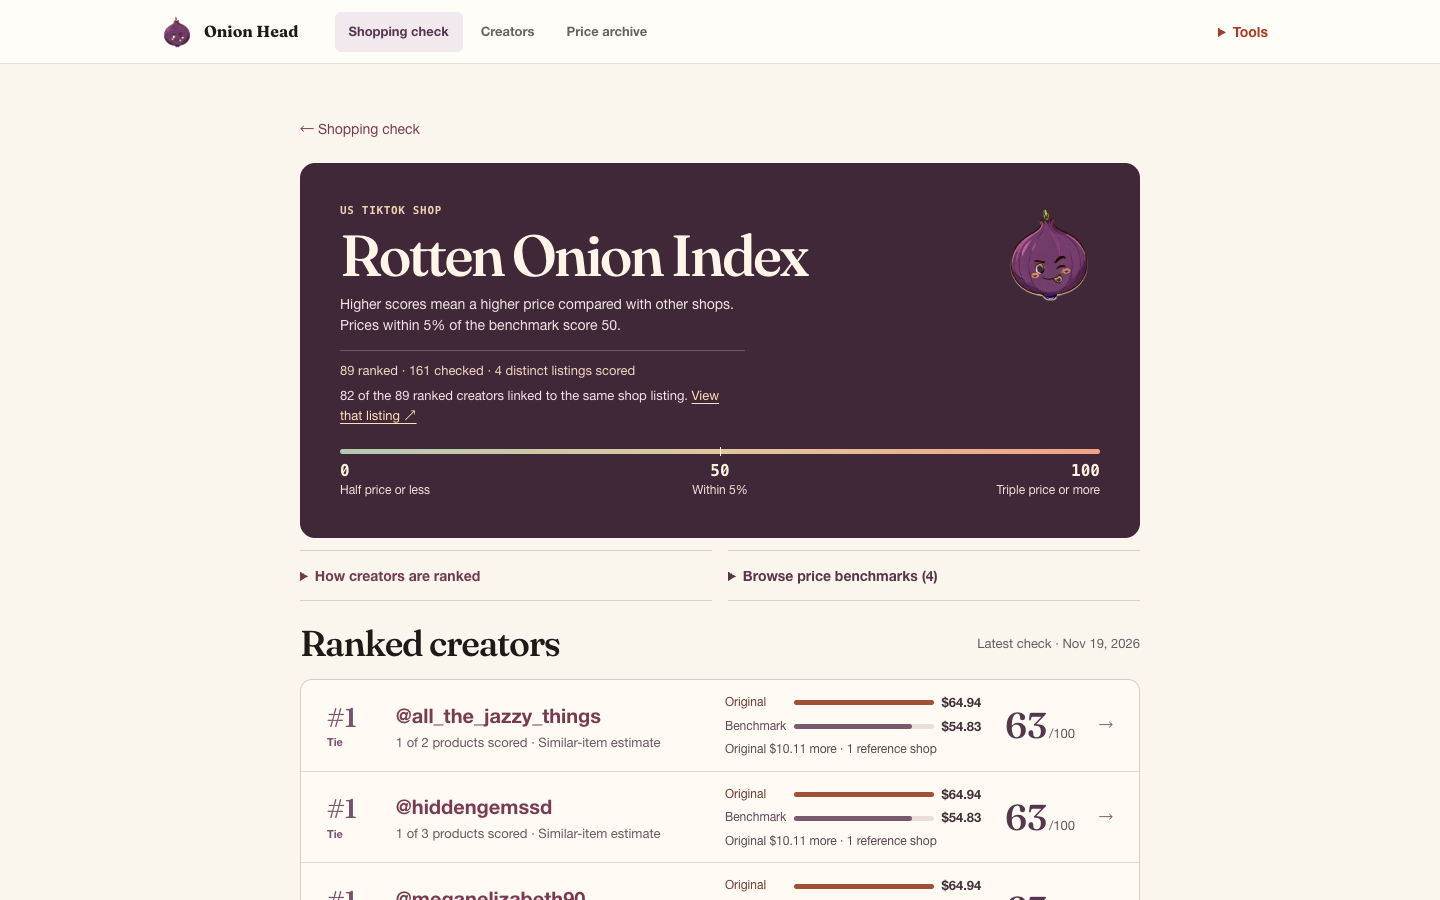 Onion Head
Shopping check
Creators
Price archive
▶ Tools
← Shopping check
US TIKTOK SHOP
Rotten Onion Index
Higher scores mean a higher price compared with other shops.
Prices within 5% of the benchmark score 50.
89 ranked · 161 checked · 4 distinct listings scored
82 of the 89 ranked creators linked to the same shop listing. View
that listing ↗
0
50
100
Half price or less
Within 5%
Triple price or more
▶ How creators are ranked
▶ Browse price benchmarks (4)
Ranked creators
Latest check · Nov 19, 2026
#1
Tie
@all_the_jazzy_things
1 of 2 products scored · Similar-item estimate
Original $64.94
Benchmark $54.83
Original $10.11 more · 1 reference shop
63/100 →
#1
Tie
@hiddengemssd
1 of 3 products scored · Similar-item estimate
Original $64.94
Benchmark $54.83
Original $10.11 more · 1 reference shop
63/100 →
#1
@meganelizabeth90
Original $64.94
63